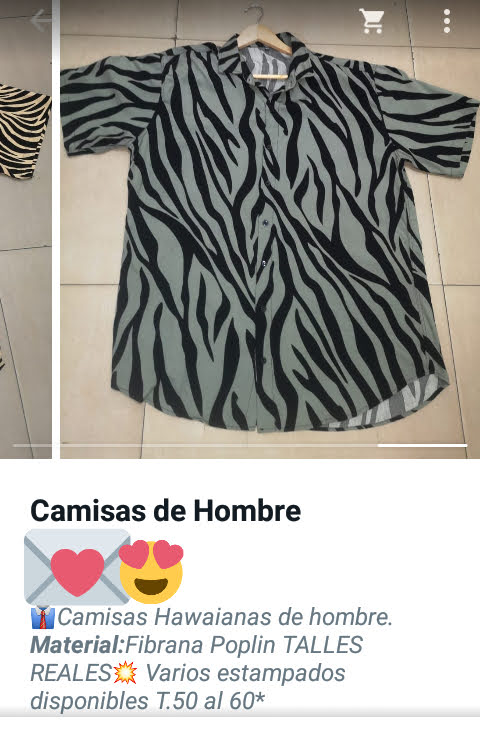 Camisas de Hombre
💌😍
👔Camisas Hawaianas de hombre.
Material:Fibrana Poplin TALLES
REALES💥 Varios estampados
disponibles T.50 al 60*